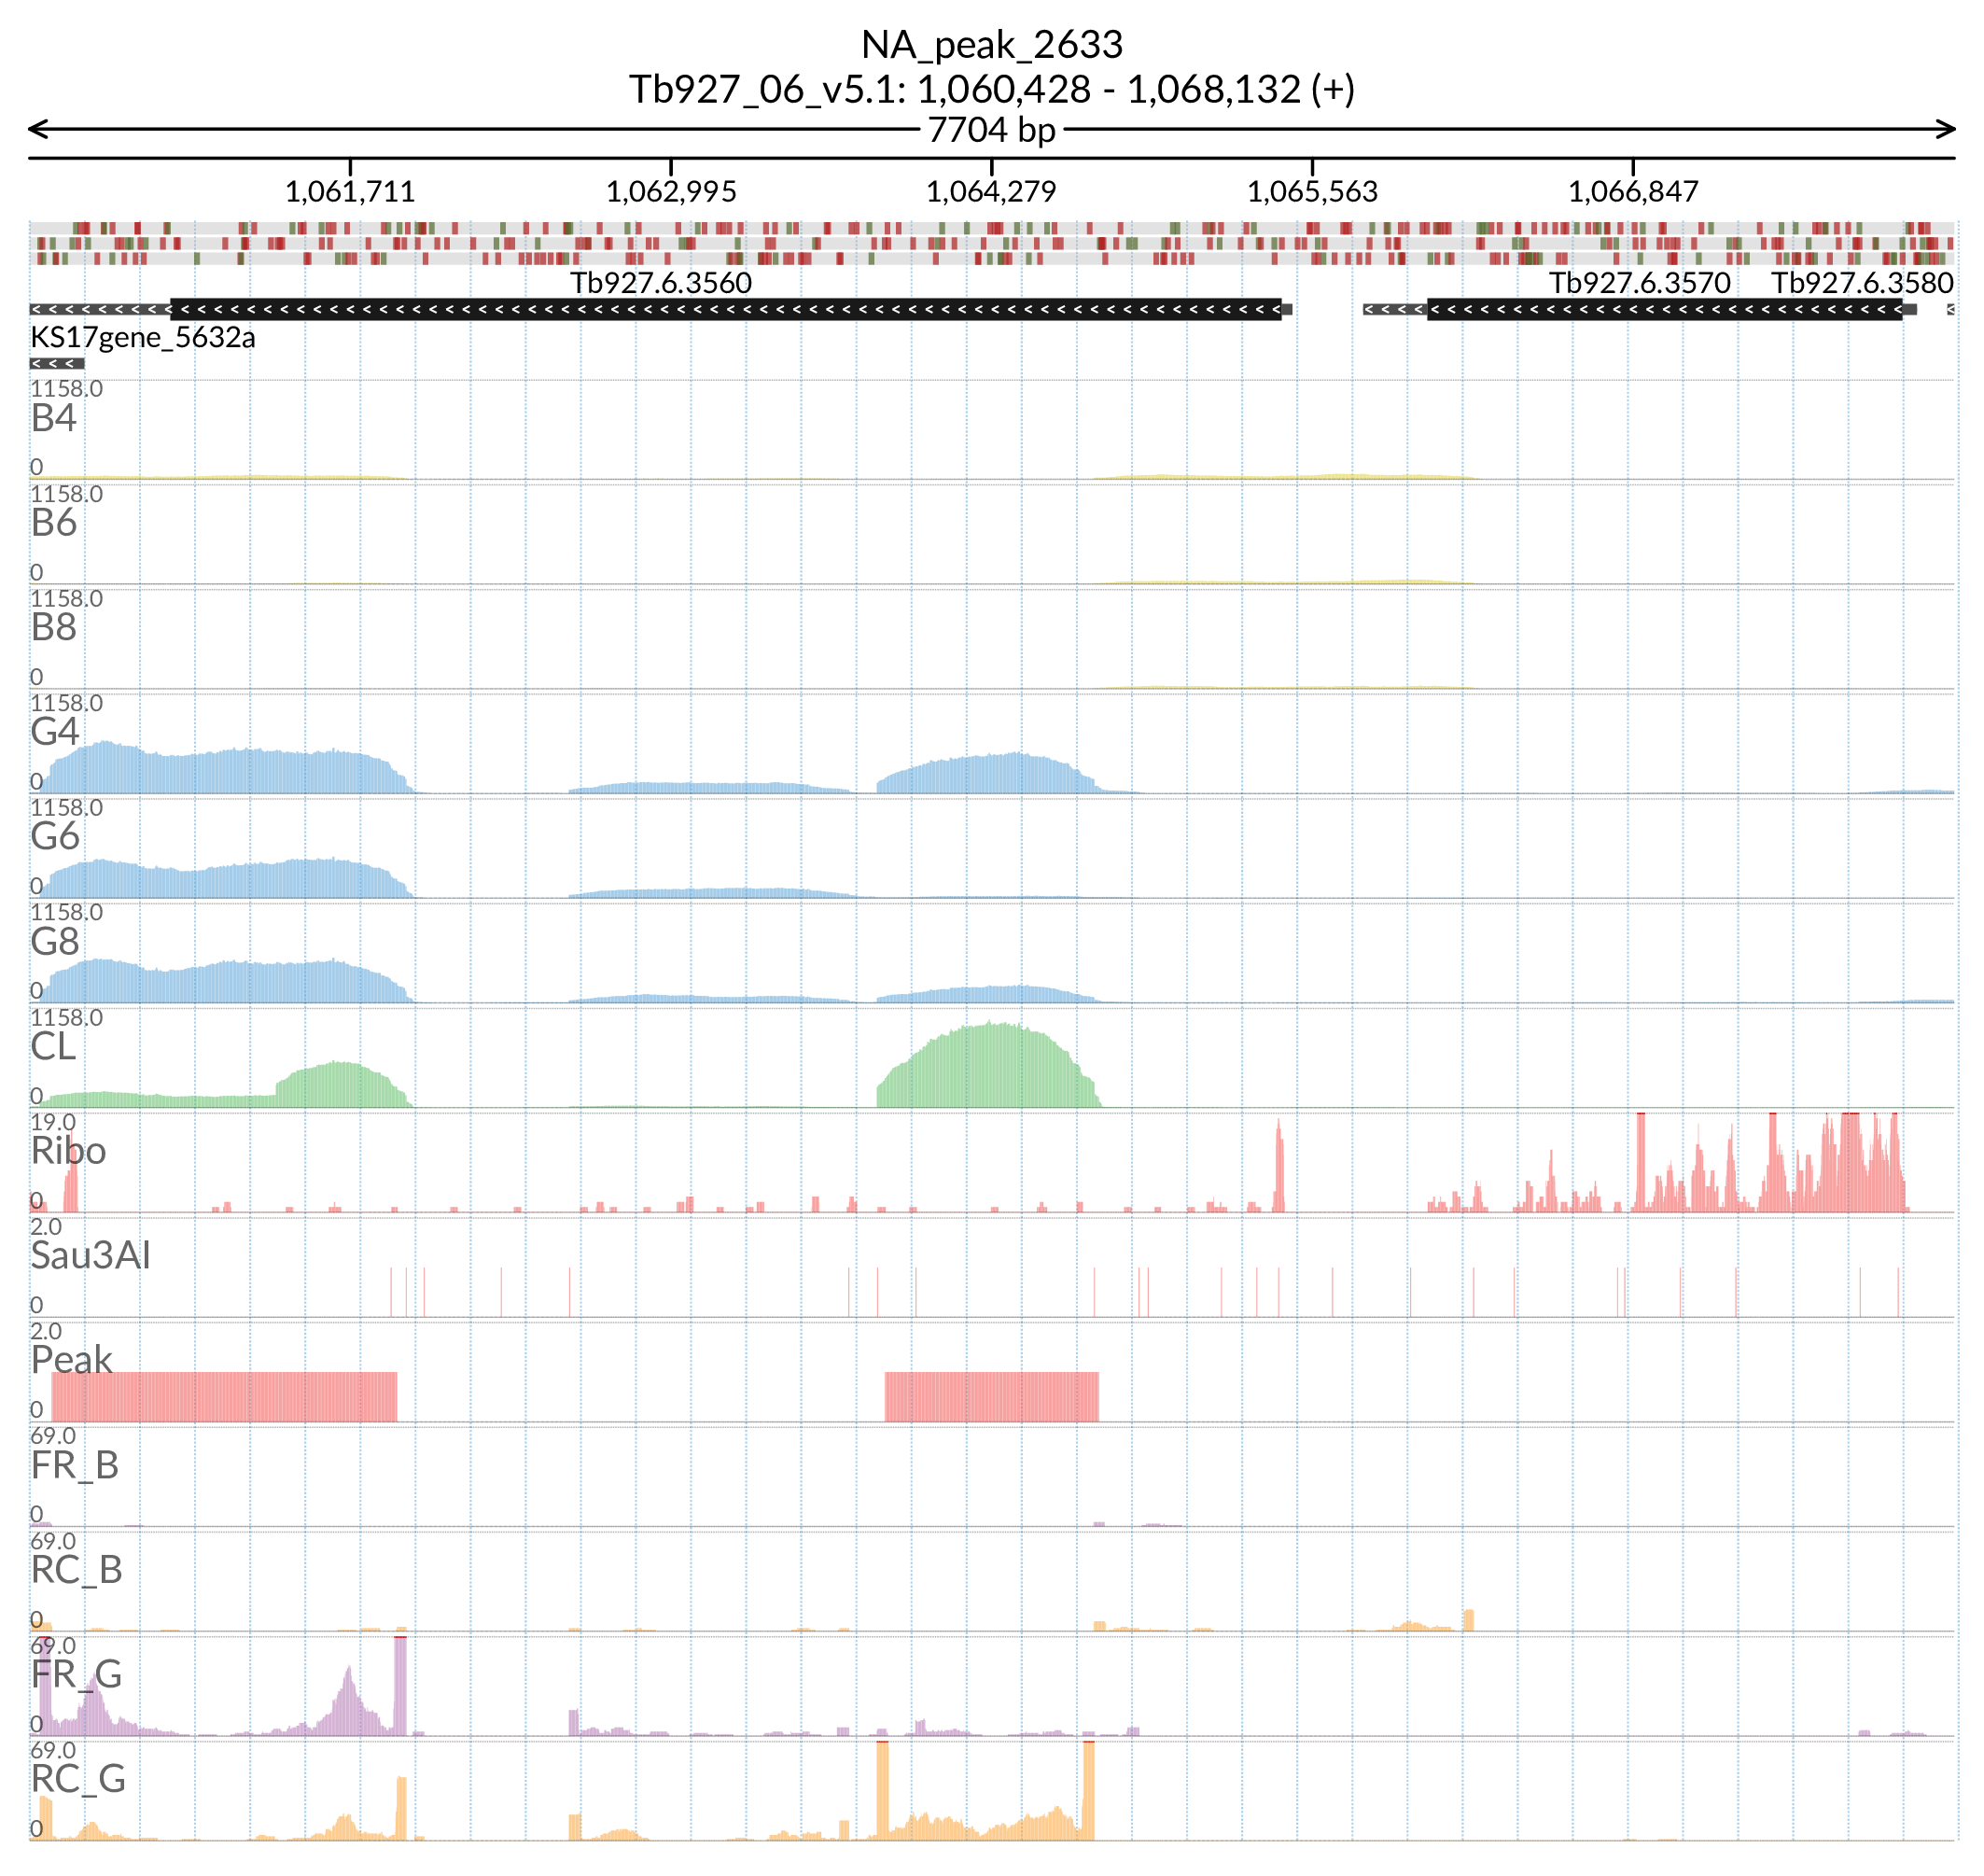 NA_peak_2633
Tb927_06_v5.1: 1,060,428 - 1,068,132 (+)
7704 bp
1,061,711 1,062,995 1,064,279 1,065,563 1,066,847
Tb927.6.3560 Tb927.6.3570 Tb927.6.3580
KS17gene_5632a
1158.0
B4
0
1158.0
B6
0
1158.0
B8
0
1158.0
G4
0
1158.0
G6
0
1158.0
G8
0
1158.0
CL
0
19.0
Ribo
0
2.0
Sau3AI
0
2.0
Peak
0
69.0
FR_B
0
69.0
RC_B
0
69.0
FR_G
0
69.0
RC_G
0